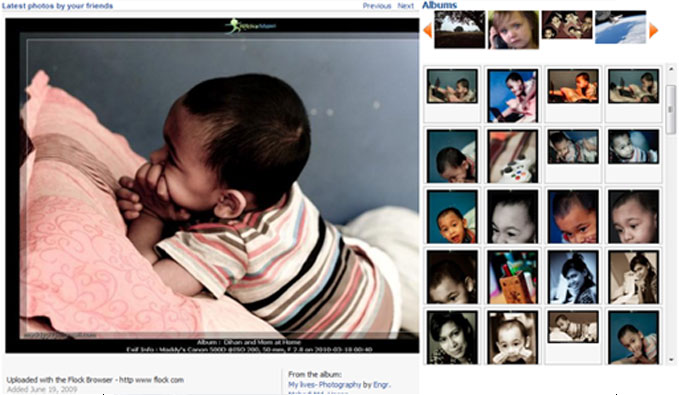 Latest photos by your friends
Previous Next
Albums
Album : Dihan and Mom at Home
Exif Info : Maddy's Canon 500D @ISO 200, 50 mm, F 2.8 on 2010-03-18 00:40
Uploaded with the Flock Browser - http www flock com
Added June 19, 2009
From the album:
My lives- Photography by Engr.